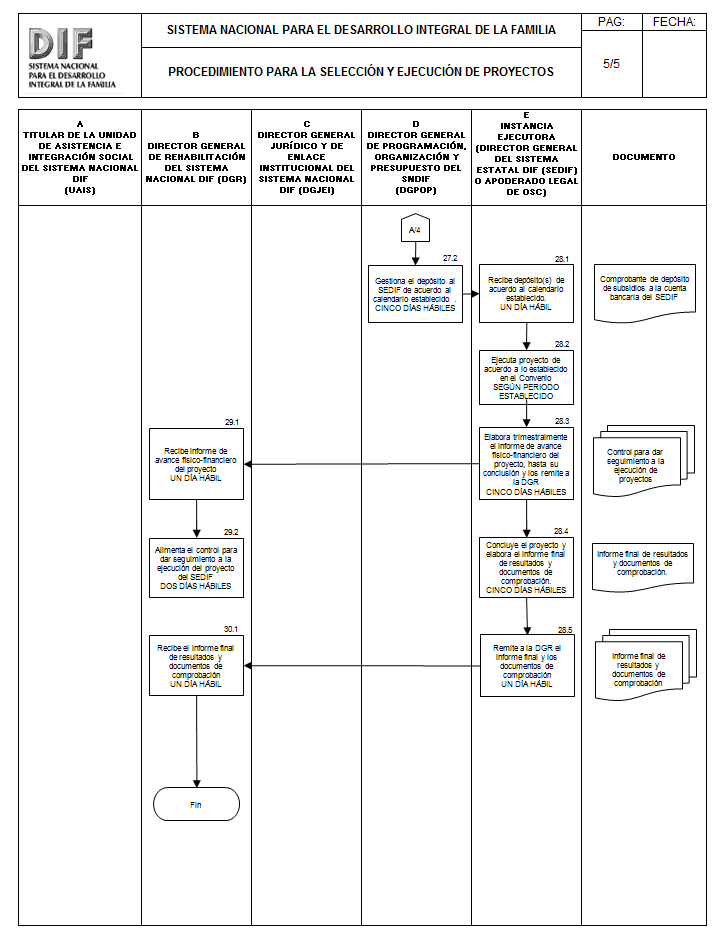 DIF
SISTEMA NACIONAL
PARA EL DESARROLLO
INTEGRAL DE LA FAMILIA
SISTEMA NACIONAL PARA EL DESARROLLO INTEGRAL DE LA FAMILIA
PROCEDIMIENTO PARA LA SELECCIÓN Y EJECUCIÓN DE PROYECTOS
PAG:
FECHA:
5/5
A
TITULAR DE LA UNIDAD
DE ASISTENCIA E
INTEGRACIÓN SOCIAL
DEL SISTEMA NACIONAL
DIF
(UAIS)
B
DIRECTOR GENERAL
DE REHABILITACIÓN
DEL SISTEMA
NACIONAL DIF (DGR)
C
DIRECTOR GENERAL
JURÍDICO Y DE
ENLACE
INSTITUCIONAL DEL
SISTEMA NACIONAL
DIF (DGJEI)
D
DIRECTOR GENERAL
DE PROGRAMACIÓN,
ORGANIZACIÓN Y
PRESUPUESTO DEL
SNDIF
(DGPOP)
E
INSTANCIA
EJECUTORA
(DIRECTOR GENERAL
DEL SISTEMA
ESTATAL DIF (SEDIF)
O APODERADO LEGAL
DE OSC)
DOCUMENTO
A/4
27.2
Gestiona el depósito al
SEDIF de acuerdo al
calendario establecido .
CINCO DÍAS HÁBILES
28.1
Recibe depósito(s) de
acuerdo al calendario
establecido.
UN DÍA HÁBIL
Comprobante de depósito
de subsidios a la cuenta
bancaria del SEDIF
28.2
Ejecuta proyecto de
acuerdo a lo establecido
en el Convenio
SEGÚN PERIODO
ESTABLECIDO
28.3
Elabora trimestralmente
el informe de avance
físico-financiero del
proyecto, hasta su
conclusión y los remite a
la DGR
CINCO DÍAS HÁBILES
29.1
Recibe informe de
avance físico-financiero
del proyecto
UN DÍA HÁBIL
Control para dar
seguimiento a la
ejecución de
proyectos
29.2
Alimenta el control para
dar seguimiento a la
ejecución del proyecto
del SEDIF
DOS DÍAS HÁBILES
28.4
Concluye el proyecto y
elabora el informe final
de resultados y
documentos de
comprobación.
CINCO DÍAS HÁBILES
Informe final de resultados
y documentos de
comprobación.
30.1
Recibe el informe final
de resultados y
documentos de
comprobación
UN DÍA HÁBIL
28.5
Remite a la DGR el
informe final y los
documentos de
comprobación
UN DÍA HÁBIL
Informe final de
resultados y
documentos de
comprobación
Fin